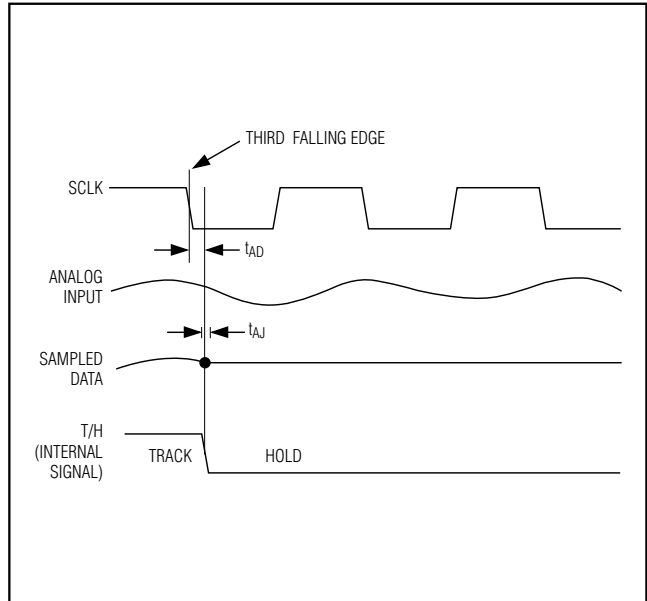 THIRD FALLING EDGE
SCLK
tAD
ANALOG
INPUT
tAJ
SAMPLED
DATA
T/H
(INTERNAL
SIGNAL)
TRACK
HOLD